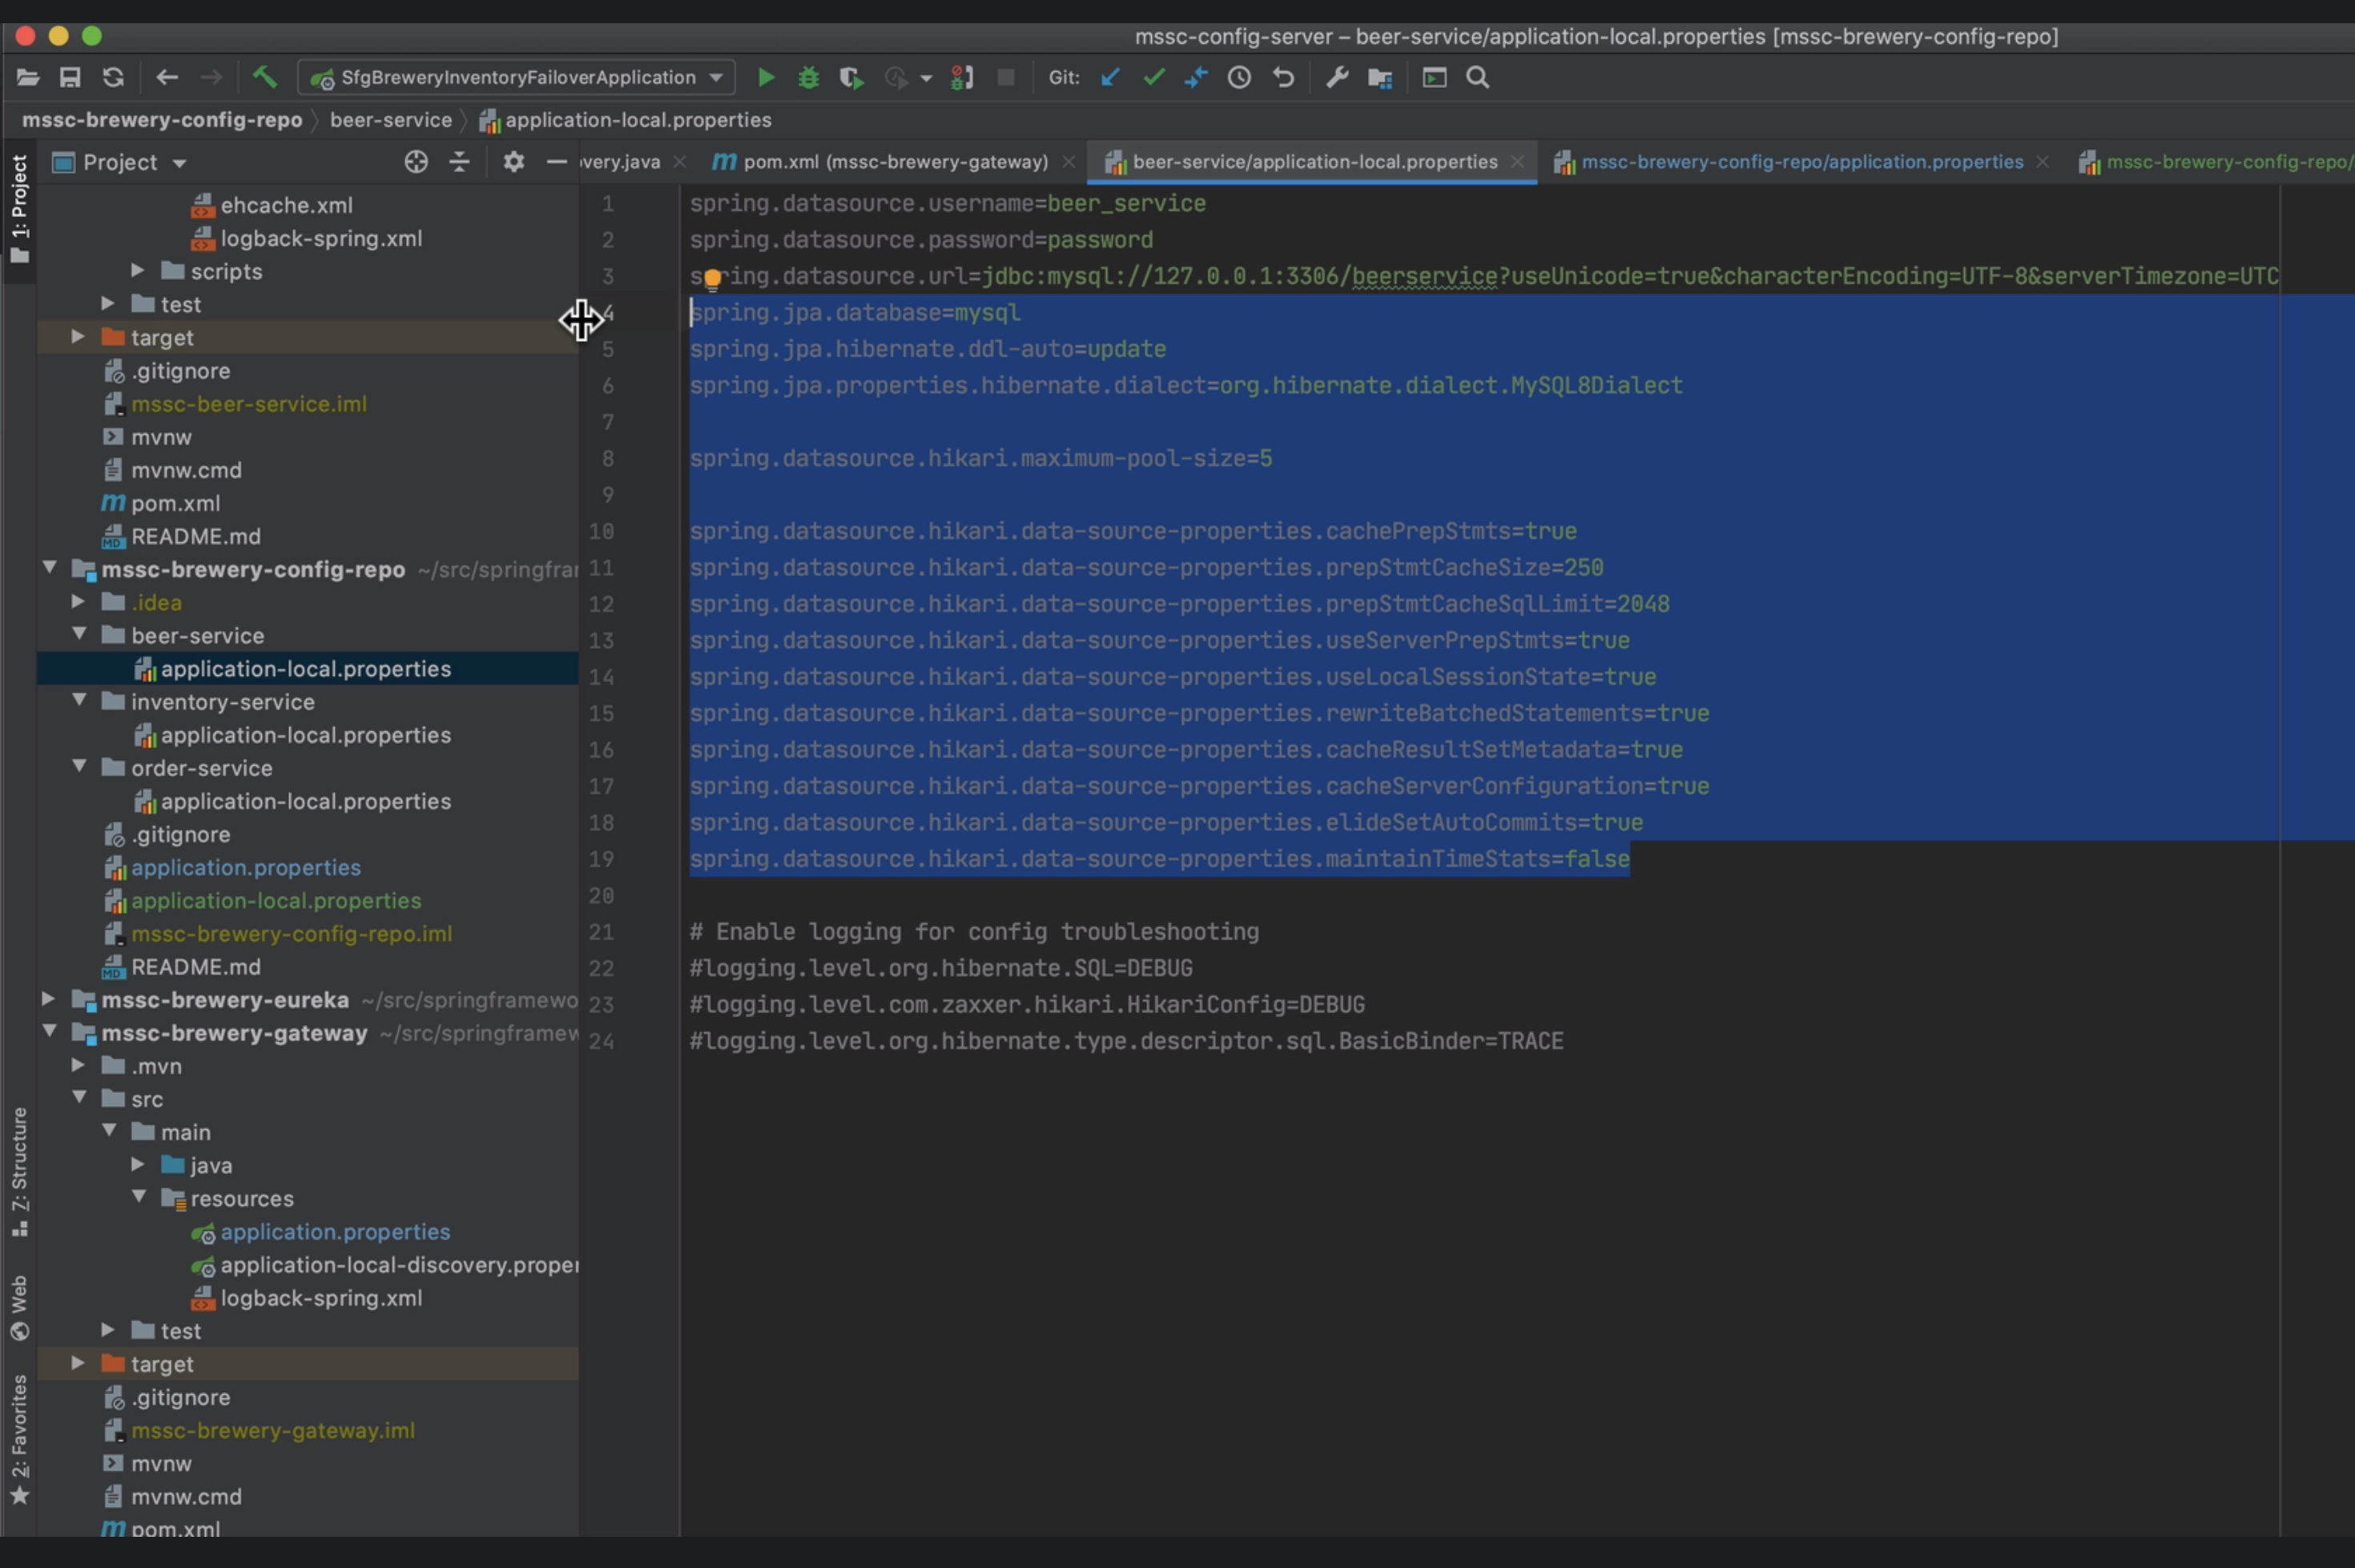 mssc-config-server – beer-service/application-local.properties [mssc-brewery-config-repo]
SfgBreweryInventoryFailoverApplication
Git:
mssc-brewery-config-repo beer-service application-local.properties
1: Project
Project
very.java
pom.xml (mssc-brewery-gateway)
beer-service/application-local.properties
mssc-brewery-config-repo/application.properties
mssc-brewery-config-repo/
ehcache.xml
logback-spring.xml
scripts
test
target
.gitignore
mssc-beer-service.iml
mvnw
mvnw.cmd
pom.xml
README.md
mssc-brewery-config-repo ~/src/springfra
.idea
beer-service
application-local.properties
inventory-service
application-local.properties
order-service
application-local.properties
.gitignore
application.properties
application-local.properties
mssc-brewery-config-repo.iml
README.md
mssc-brewery-eureka ~/src/springframewo
mssc-brewery-gateway ~/src/springframew
.mvn
src
main
java
resources
application.properties
application-local-discovery.proper
logback-spring.xml
test
target
.gitignore
mssc-brewery-gateway.iml
mvnw
mvnw.cmd
pom.xml
7: Structure
Web
2: Favorites
1 spring.datasource.username=beer_service
2 spring.datasource.password=password
3 spring.datasource.url=jdbc:mysql://127.0.0.1:3306/beerservice?useUnicode=true&characterEncoding=UTF-8&serverTimezone=UTC
4 spring.jpa.database=mysql
5 spring.jpa.hibernate.ddl-auto=update
6 spring.jpa.properties.hibernate.dialect=org.hibernate.dialect.MySQL8Dialect
7
8 spring.datasource.hikari.maximum-pool-size=5
9
10 spring.datasource.hikari.data-source-properties.cachePrepStmts=true
11 spring.datasource.hikari.data-source-properties.prepStmtCacheSize=250
12 spring.datasource.hikari.data-source-properties.prepStmtCacheSqlLimit=2048
13 spring.datasource.hikari.data-source-properties.useServerPrepStmts=true
14 spring.datasource.hikari.data-source-properties.useLocalSessionState=true
15 spring.datasource.hikari.data-source-properties.rewriteBatchedStatements=true
16 spring.datasource.hikari.data-source-properties.cacheResultSetMetadata=true
17 spring.datasource.hikari.data-source-properties.cacheServerConfiguration=true
18 spring.datasource.hikari.data-source-properties.elideSetAutoCommits=true
19 spring.datasource.hikari.data-source-properties.maintainTimeStats=false
20
21 # Enable logging for config troubleshooting
22 #logging.level.org.hibernate.SQL=DEBUG
23 #logging.level.com.zaxxer.hikari.HikariConfig=DEBUG
24 #logging.level.org.hibernate.type.descriptor.sql.BasicBinder=TRACE